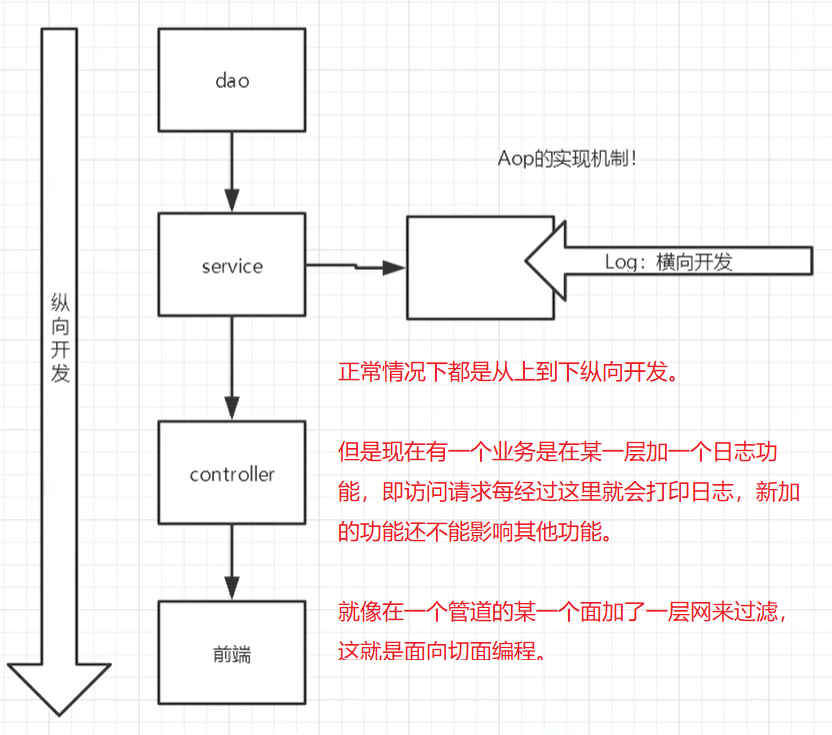 dao
Aop的实现机制!
service
Log：横向开发
纵
向
开
发
正常情况下都是从上到下纵向开发。
但是现在有一个业务是在某一层加一个日志功
能，即访问请求每经过这里就会打印日志，新加
的功能还不能影响其他功能。
controller
就像在一个管道的某一个面加了一层网来过滤，
这就是面向切面编程。
前端